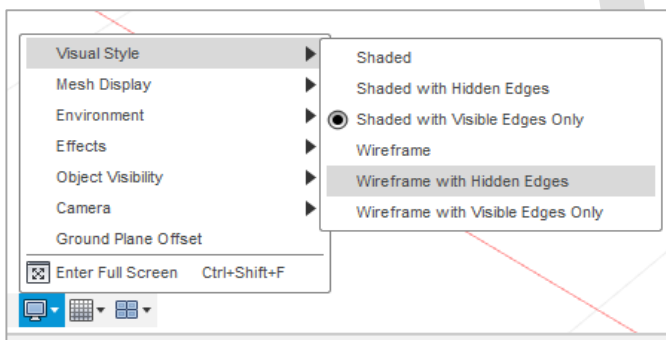 Visual Style
Mesh Display
Environment
Effects
Object Visibility
Camera
Ground Plane Offset
Enter Full Screen Ctrl+Shift+F
Shaded
Shaded with Hidden Edges
Shaded with Visible Edges Only
Wireframe
Wireframe with Hidden Edges
Wireframe with Visible Edges Only